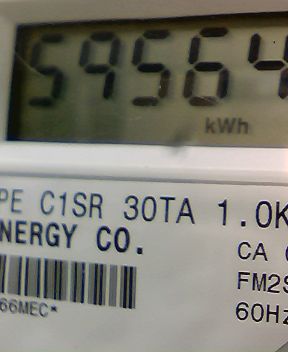 59564
kWh
PE C1SR 30TA 1.0K
NERGY CO.
CA
FM2S
66MEC*
60Hz